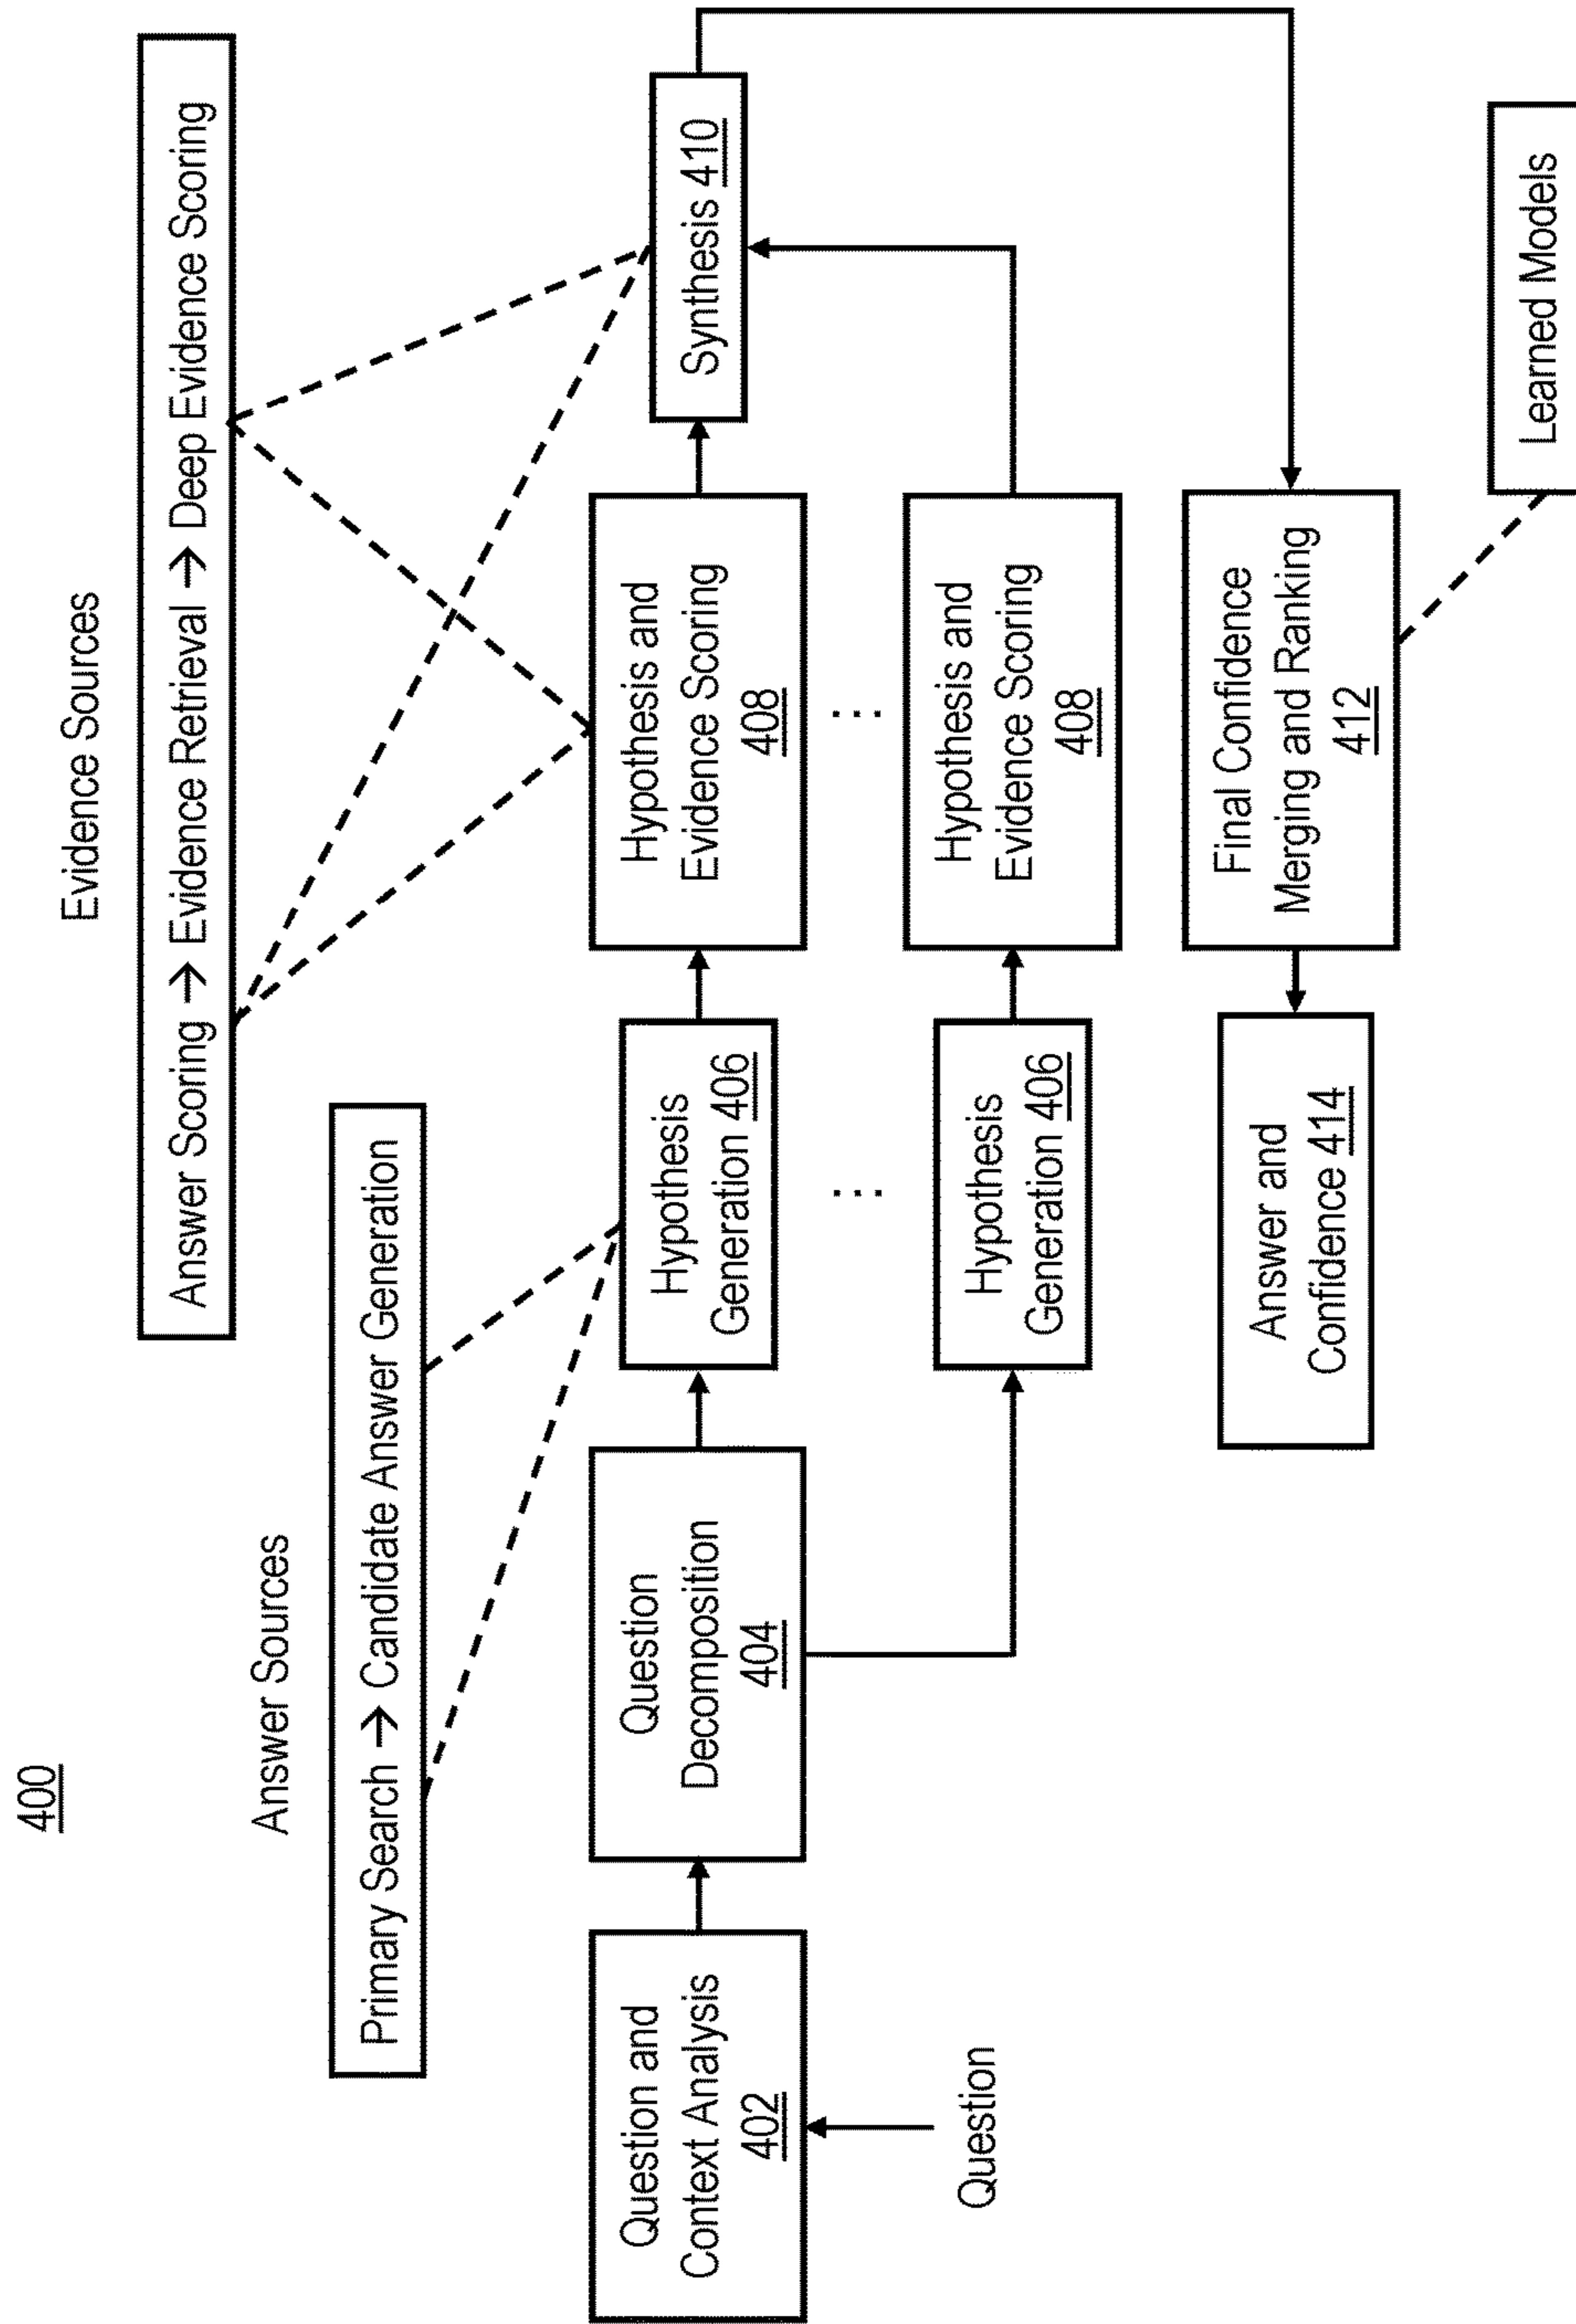 400
Evidence Sources
Answer Scoring → Evidence Retrieval → Deep Evidence Scoring
Answer Sources
Primary Search → Candidate Answer Generation
Question and
Context Analysis
402
Question
Decomposition
404
Hypothesis
Generation 406
Hypothesis and
Evidence Scoring
408
Synthesis 410
...
...
Question
Hypothesis
Generation 406
Hypothesis and
Evidence Scoring
408
Answer and
Confidence 414
Final Confidence
Merging and Ranking
412
Learned Models